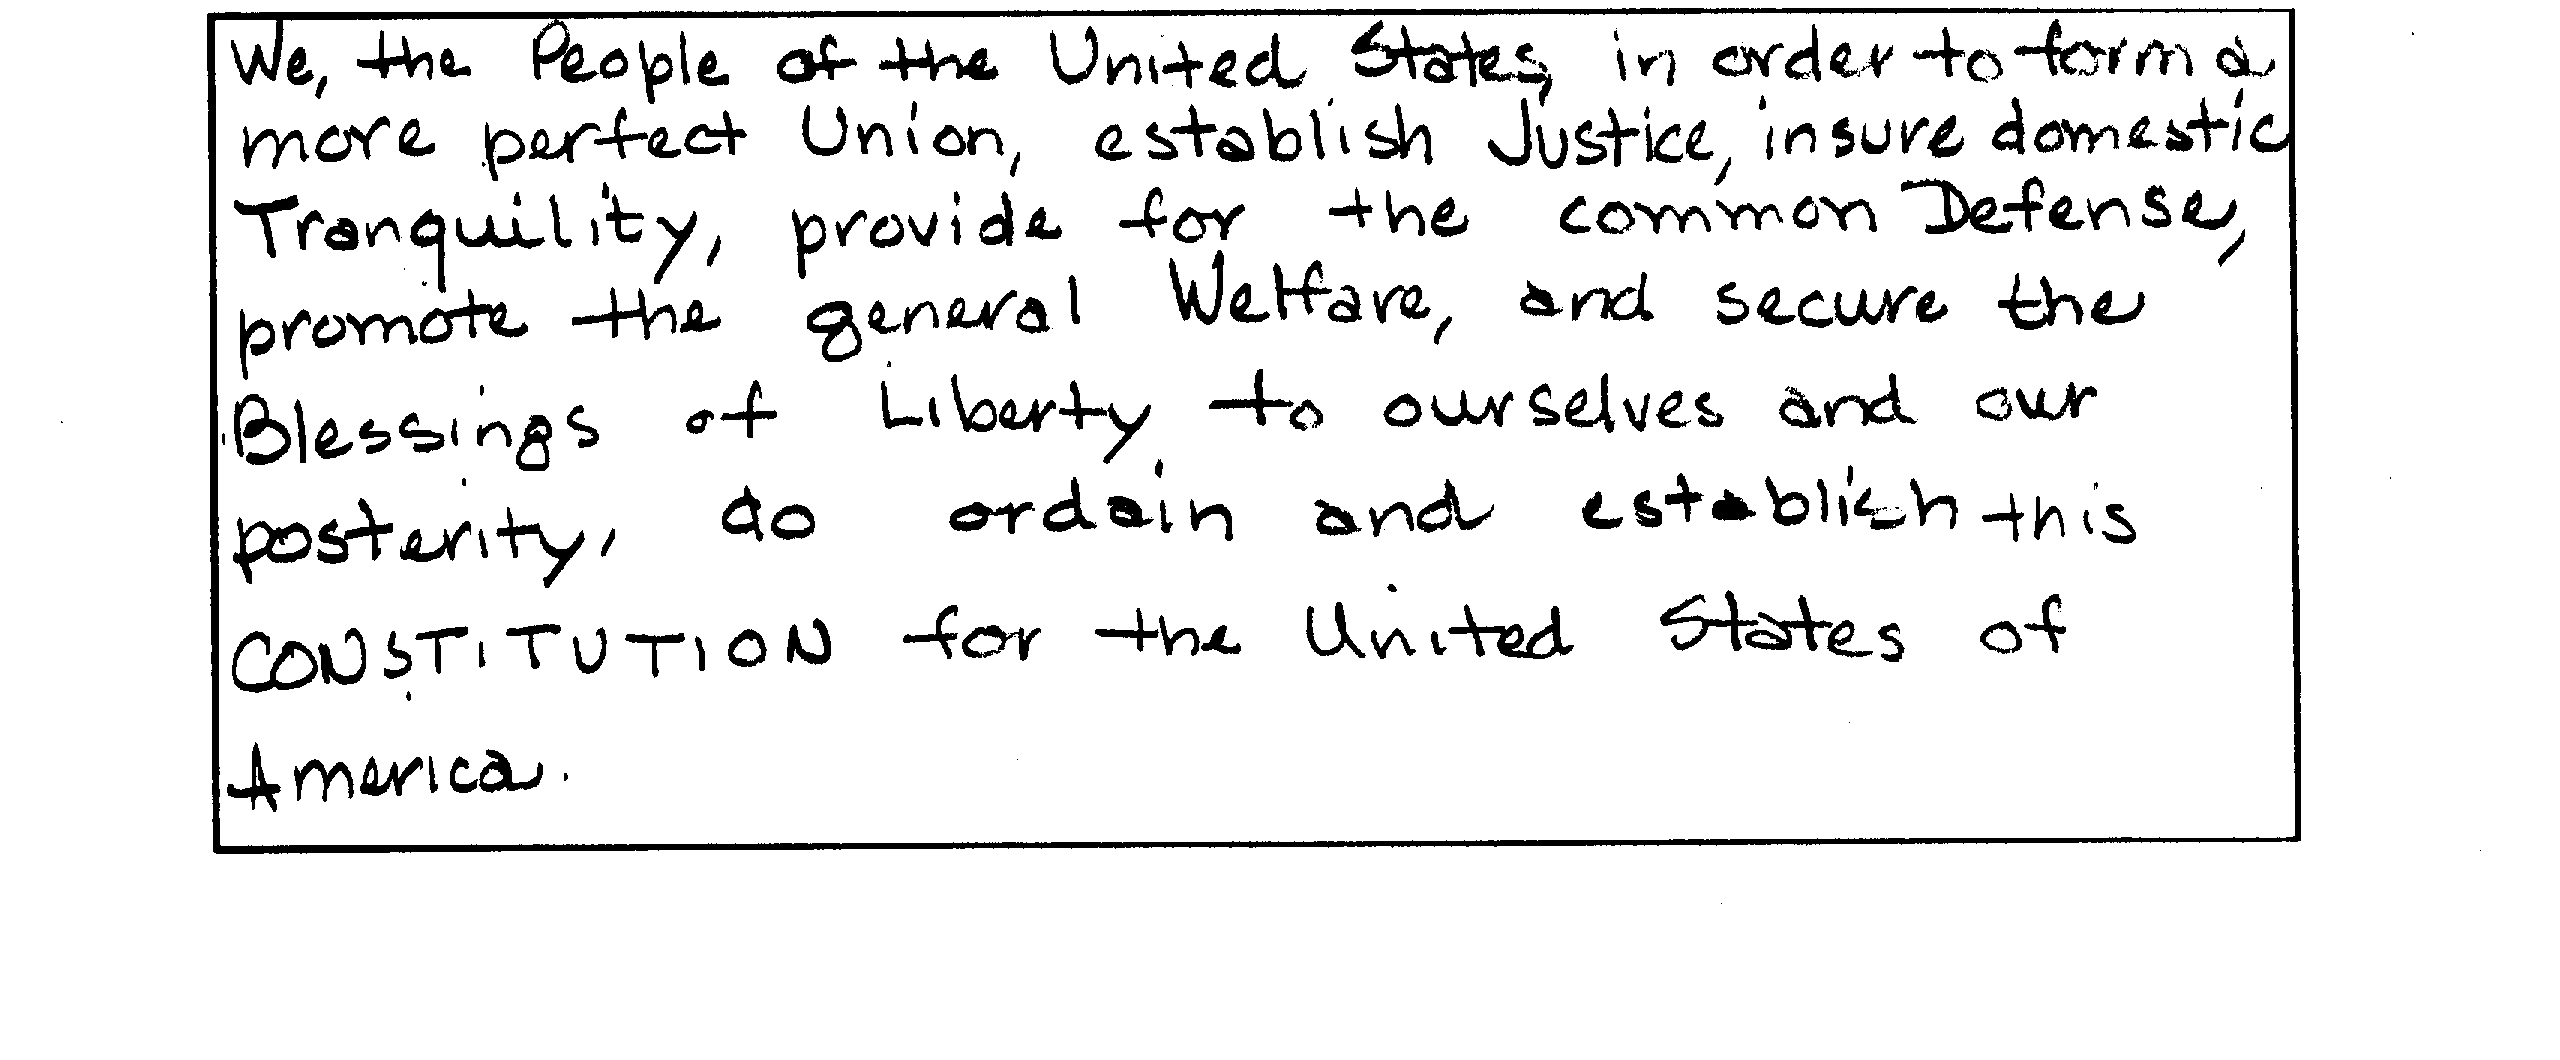 We, the People of the United States, in order to form a
more perfect Union, establish Justice, insure domestic
Tranquility, provide for the common Defense,
promote the general Welfare, and secure the
Blessings of Liberty to ourselves and our
posterity, do ordain and establish this
CONSTITUTION for the United States of
America.